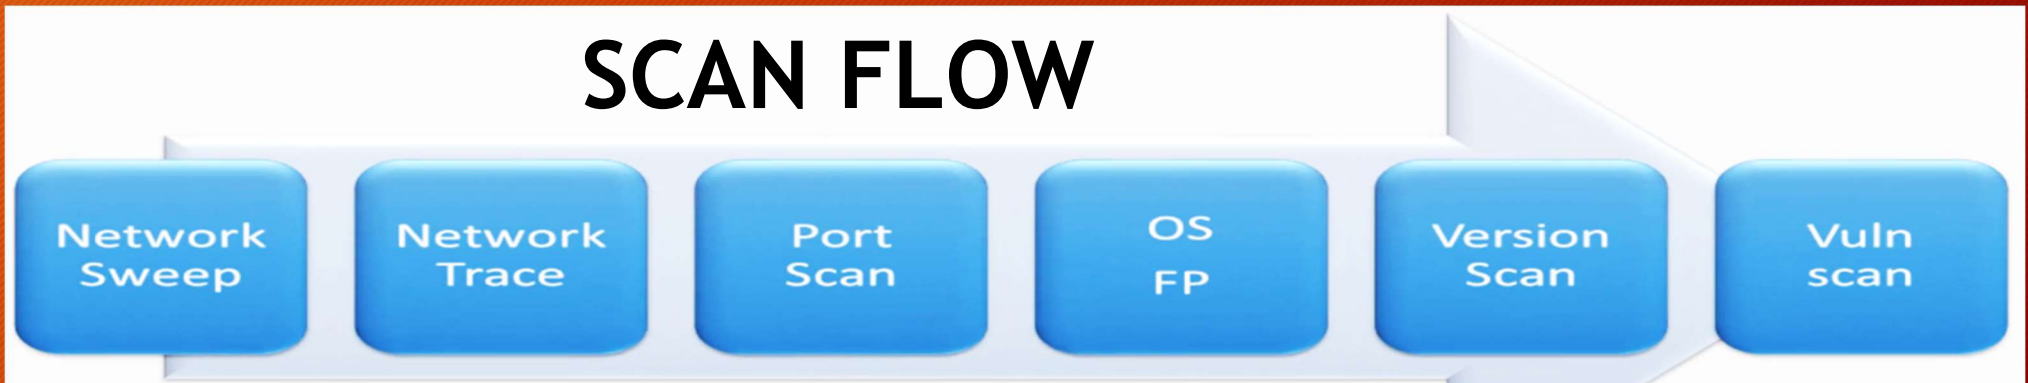 SCAN FLOW
Network
Sweep
Network
Trace
Port
Scan
OS
FP
Version
Scan
Vuln
scan